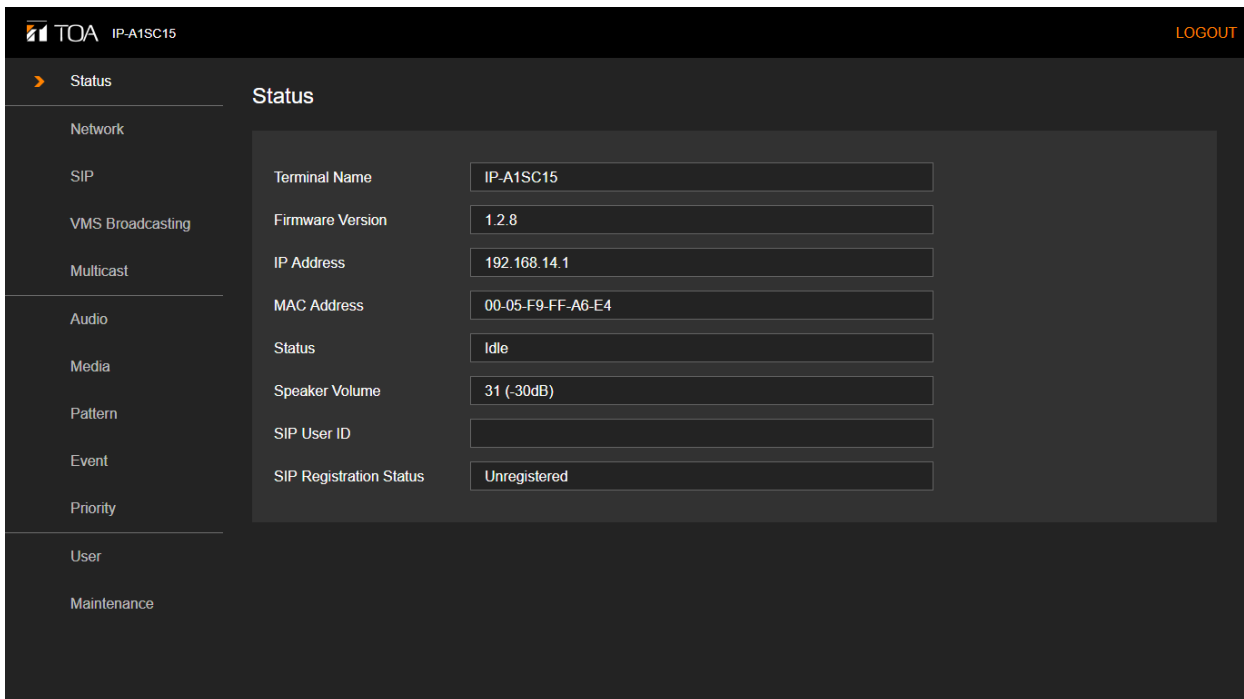 TOA IP-A1SC15
LOGOUT
Status
Network
SIP
VMS Broadcasting
Multicast
Audio
Media
Pattern
Event
Priority
User
Maintenance
Status
Terminal Name IP-A1SC15
Firmware Version 1.2.8
IP Address 192.168.14.1
MAC Address 00-05-F9-FF-A6-E4
Status Idle
Speaker Volume 31 (-30dB)
SIP User ID
SIP Registration Status Unregistered